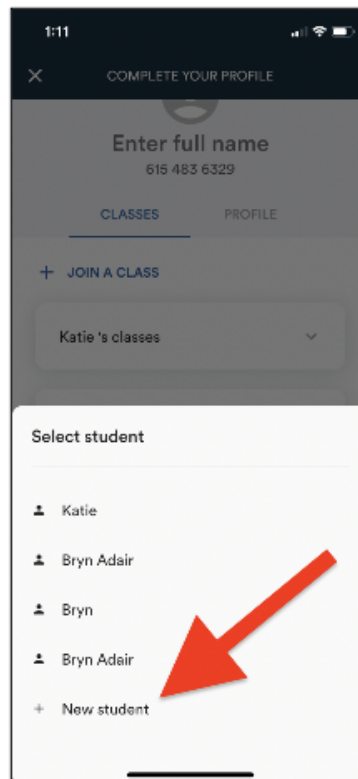 1:11
COMPLETE YOUR PROFILE
Enter full name
615 483 6329
CLASSES PROFILE
+ JOIN A CLASS
Katie 's classes
Select student
Katie
Bryn Adair
Bryn
Bryn Adair
+ New student